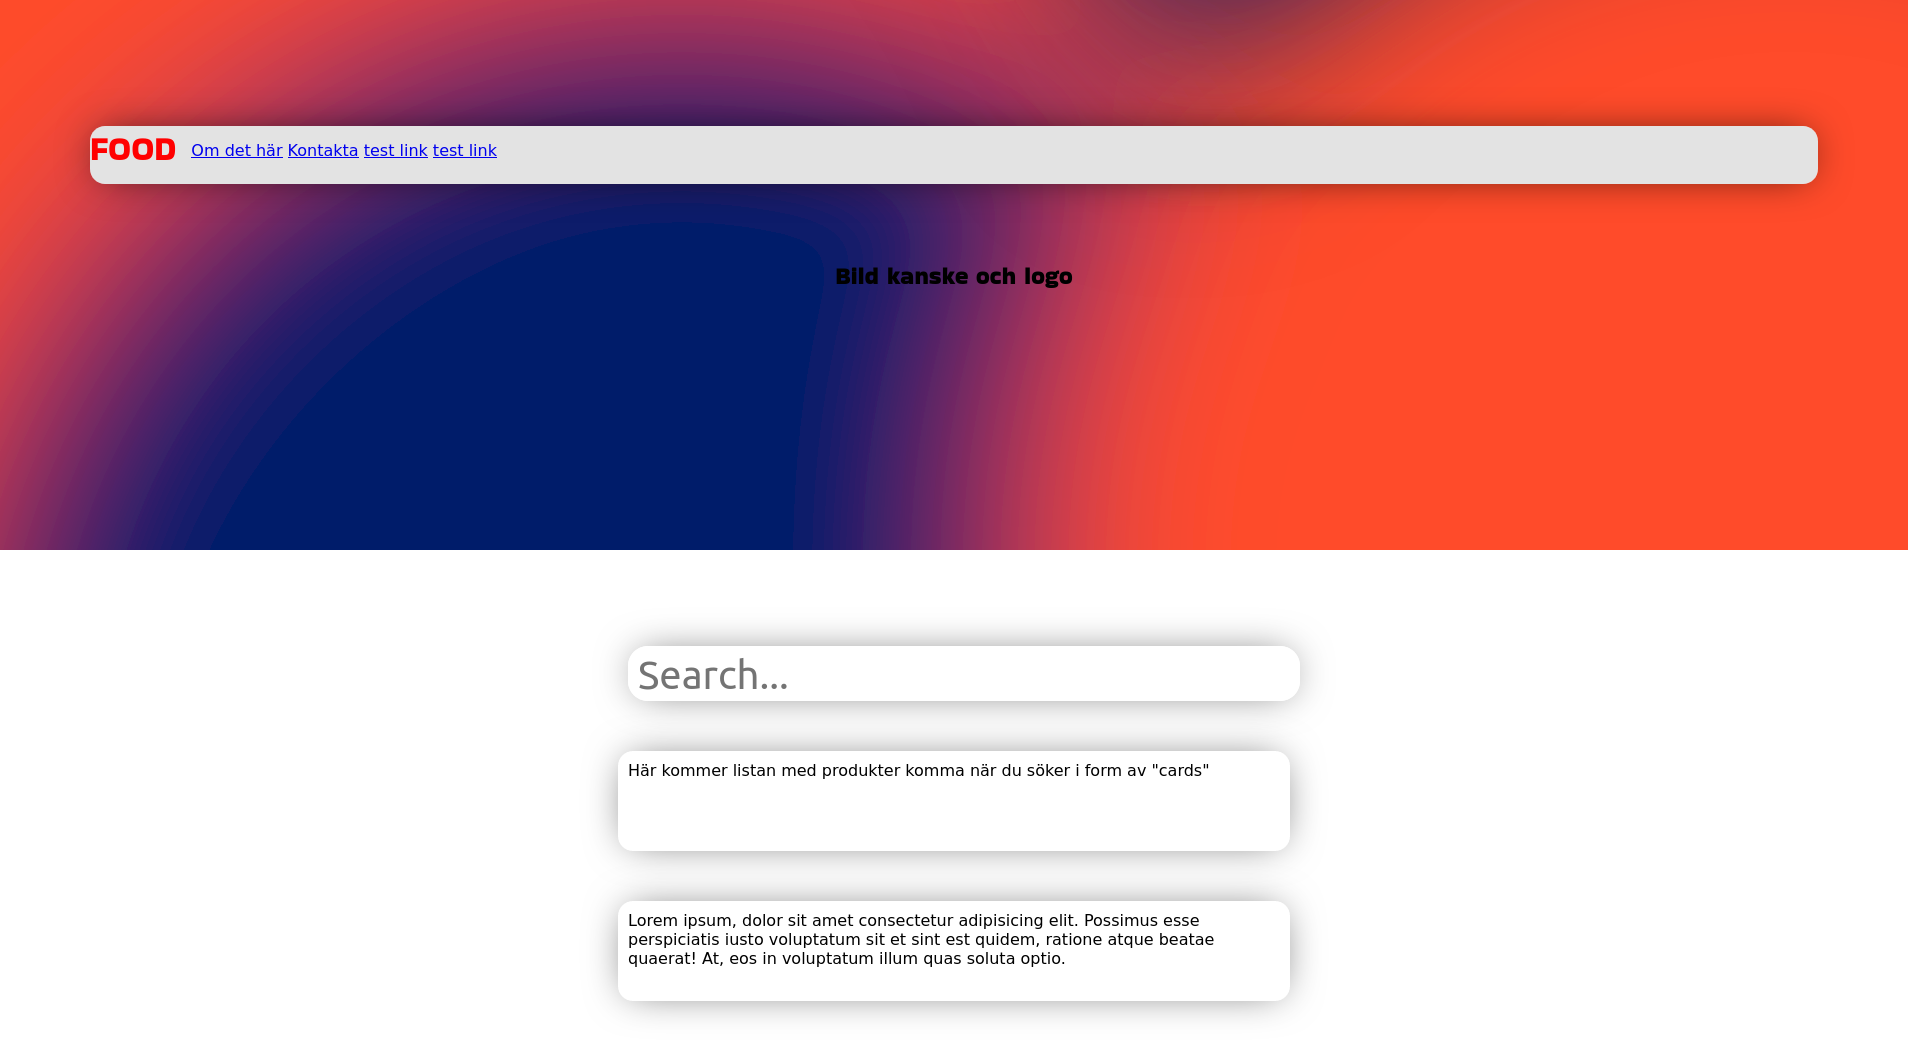 FOOD Om det här Kontakta test link test link
Bild kanske och logo
Search...
Här kommer listan med produkter komma när du söker i form av "cards"
Lorem ipsum, dolor sit amet consectetur adipisicing elit. Possimus esse
perspiciatis iusto voluptatum sit et sint est quidem, ratione atque beatae
quaerat! At, eos in voluptatum illum quas soluta optio.